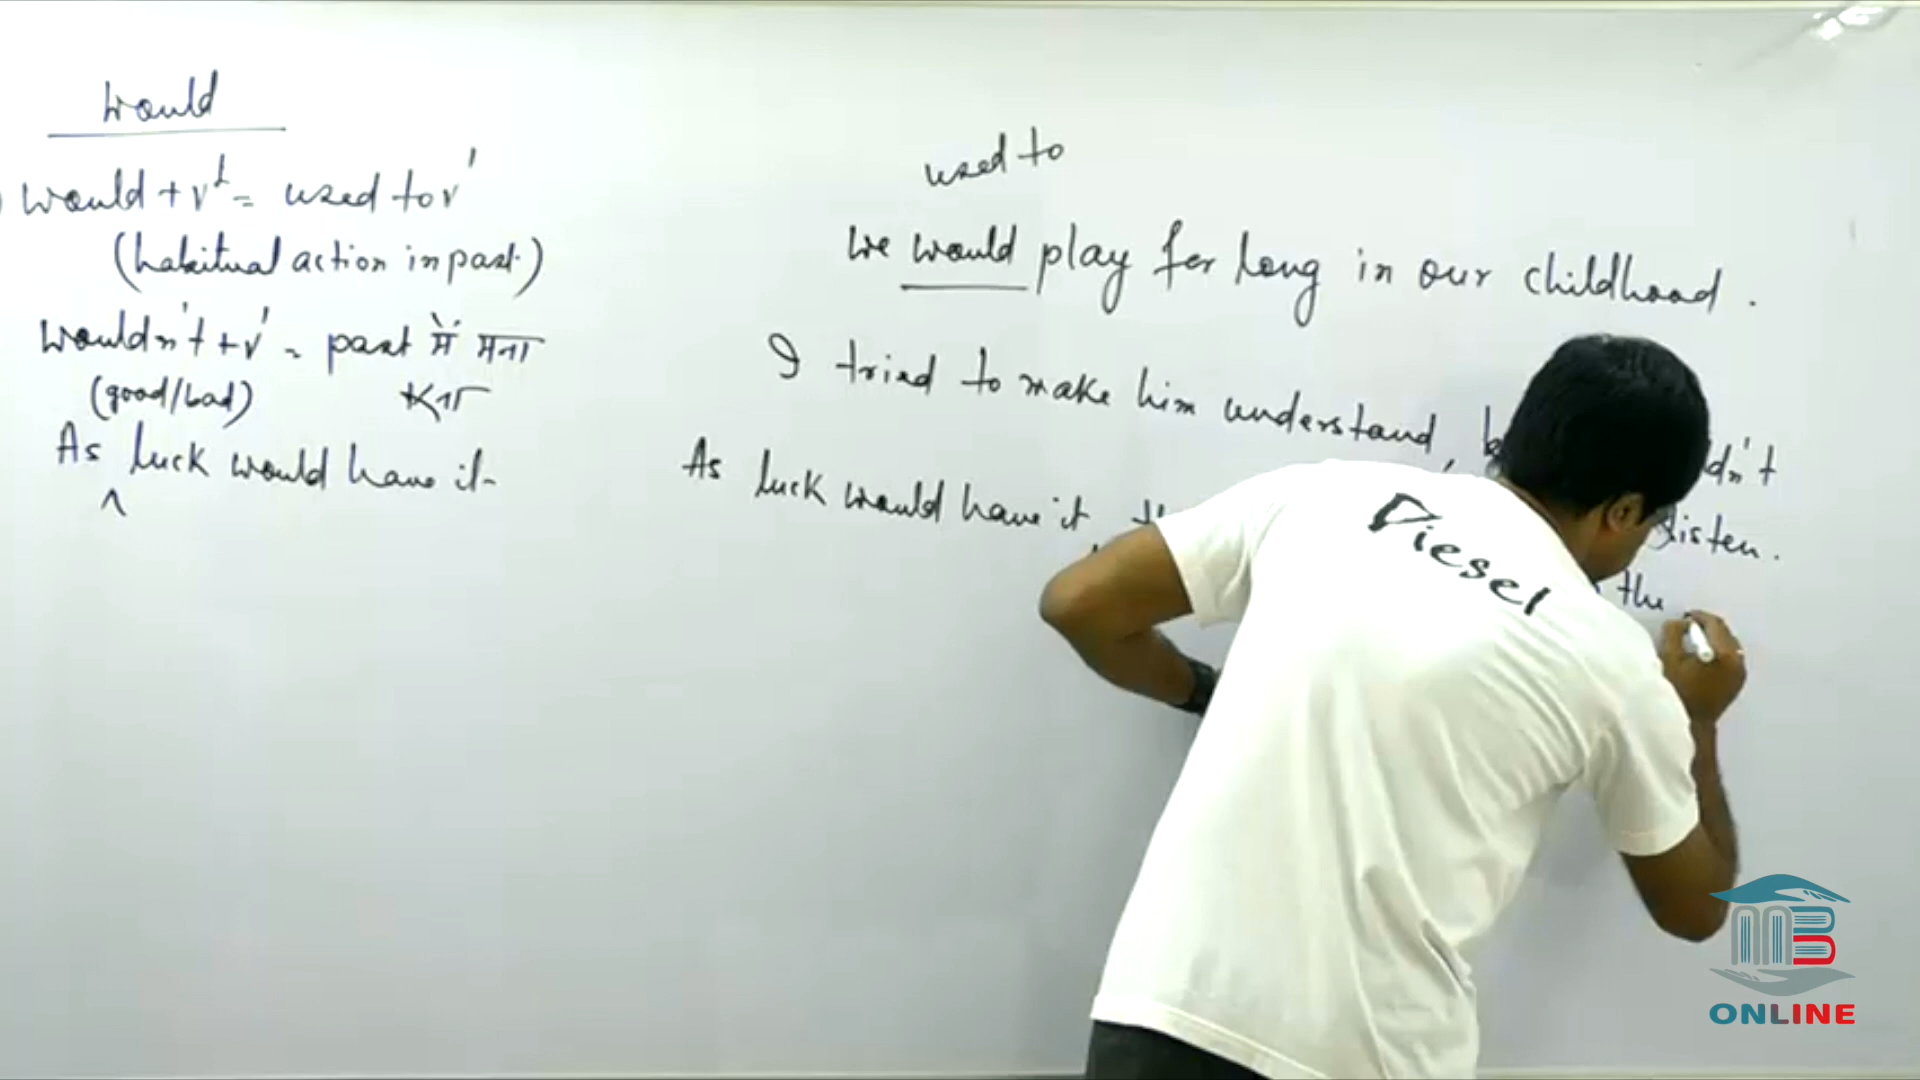 Would
Would + V¹ = used to V¹
(habitual action in past)
Wouldn't + V¹ = past में मना
(good/bad) करना
As luck would have it
^
used to
We would play for long in our childhood.
I tried to make him understand,
listen.
As luck would have it
the
Diesel
MB
ONLINE